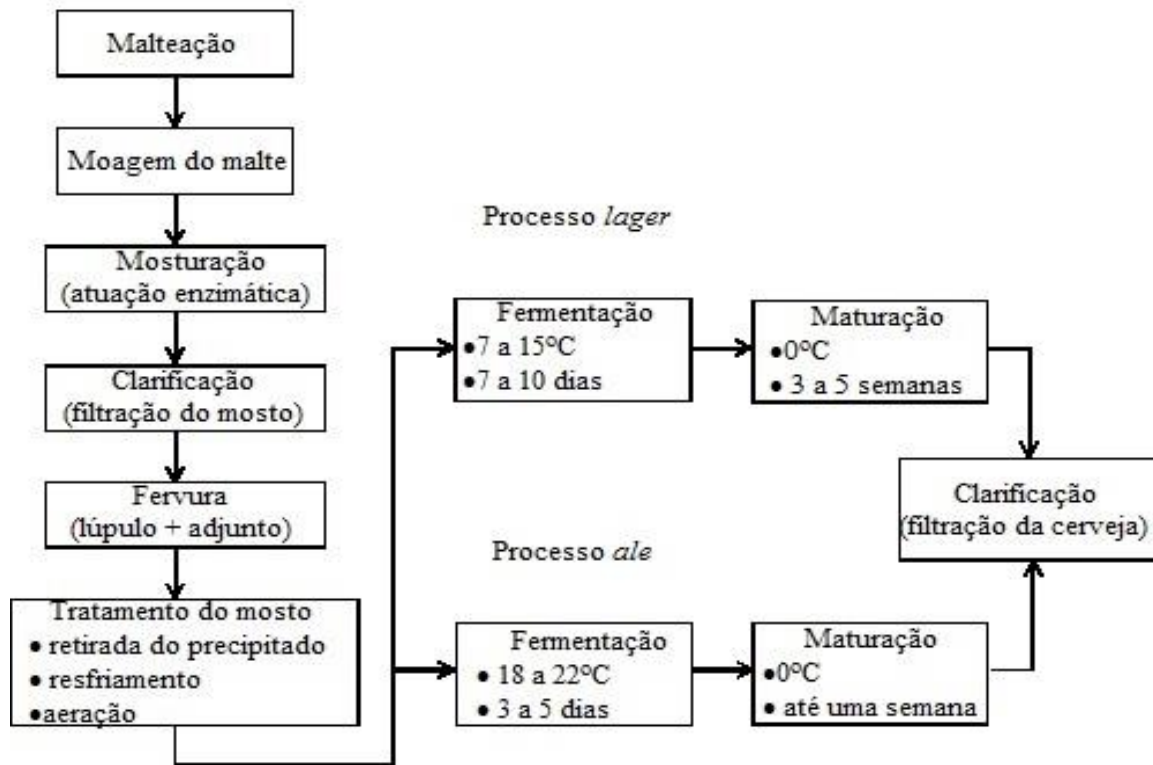 Malteação
Moagem do malte
Mosturação
(atuação enzimática)
Clarificação
(filtração do mosto)
Fervura
(lúpulo + adjunto)
Tratamento do mosto
• retirada do precipitado
• resfriamento
•aeração
Processo lager
Fermentação
•7 a 15ºC
•7 a 10 dias
Maturação
•0ºC
• 3 a 5 semanas
Processo ale
Fermentação
• 18 a 22ºC
• 3 a 5 dias
Maturação
•0ºC
• até uma semana
Clarificação
(filtração da cerveja)